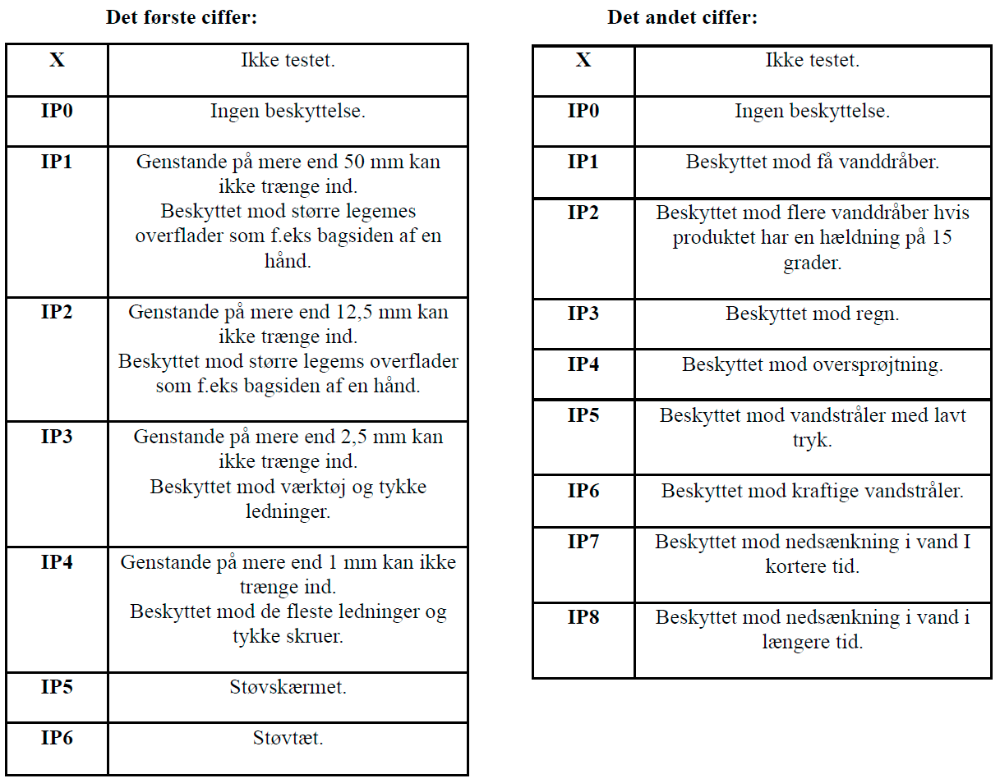 Det første ciffer:
X
Ikke testet.
IP0
Ingen beskyttelse.
IP1
Genstande på mere end 50 mm kan
ikke trænge ind.
Beskyttet mod større legemes
overflader som f.eks bagsiden af en
hånd.
IP2
Genstande på mere end 12,5 mm kan
ikke trænge ind.
Beskyttet mod større legems overflader
som f.eks bagsiden af en hånd.
IP3
Genstande på mere end 2,5 mm kan
ikke trænge ind.
Beskyttet mod værktøj og tykke
ledninger.
IP4
Genstande på mere end 1 mm kan ikke
trænge ind.
Beskyttet mod de fleste ledninger og
tykke skruer.
IP5
Støvskærmet.
IP6
Støvtæt.
Det andet ciffer:
X
Ikke testet.
IP0
Ingen beskyttelse.
IP1
Beskyttet mod få vanddråber.
IP2
Beskyttet mod flere vanddråber hvis
produktet har en hældning på 15
grader.
IP3
Beskyttet mod regn.
IP4
Beskyttet mod oversprøjtning.
IP5
Beskyttet mod vandstråler med lavt
tryk.
IP6
Beskyttet mod kraftige vandstråler.
IP7
Beskyttet mod nedsænkning i vand I
kortere tid.
IP8
Beskyttet mod nedsænkning i vand i
længere tid.